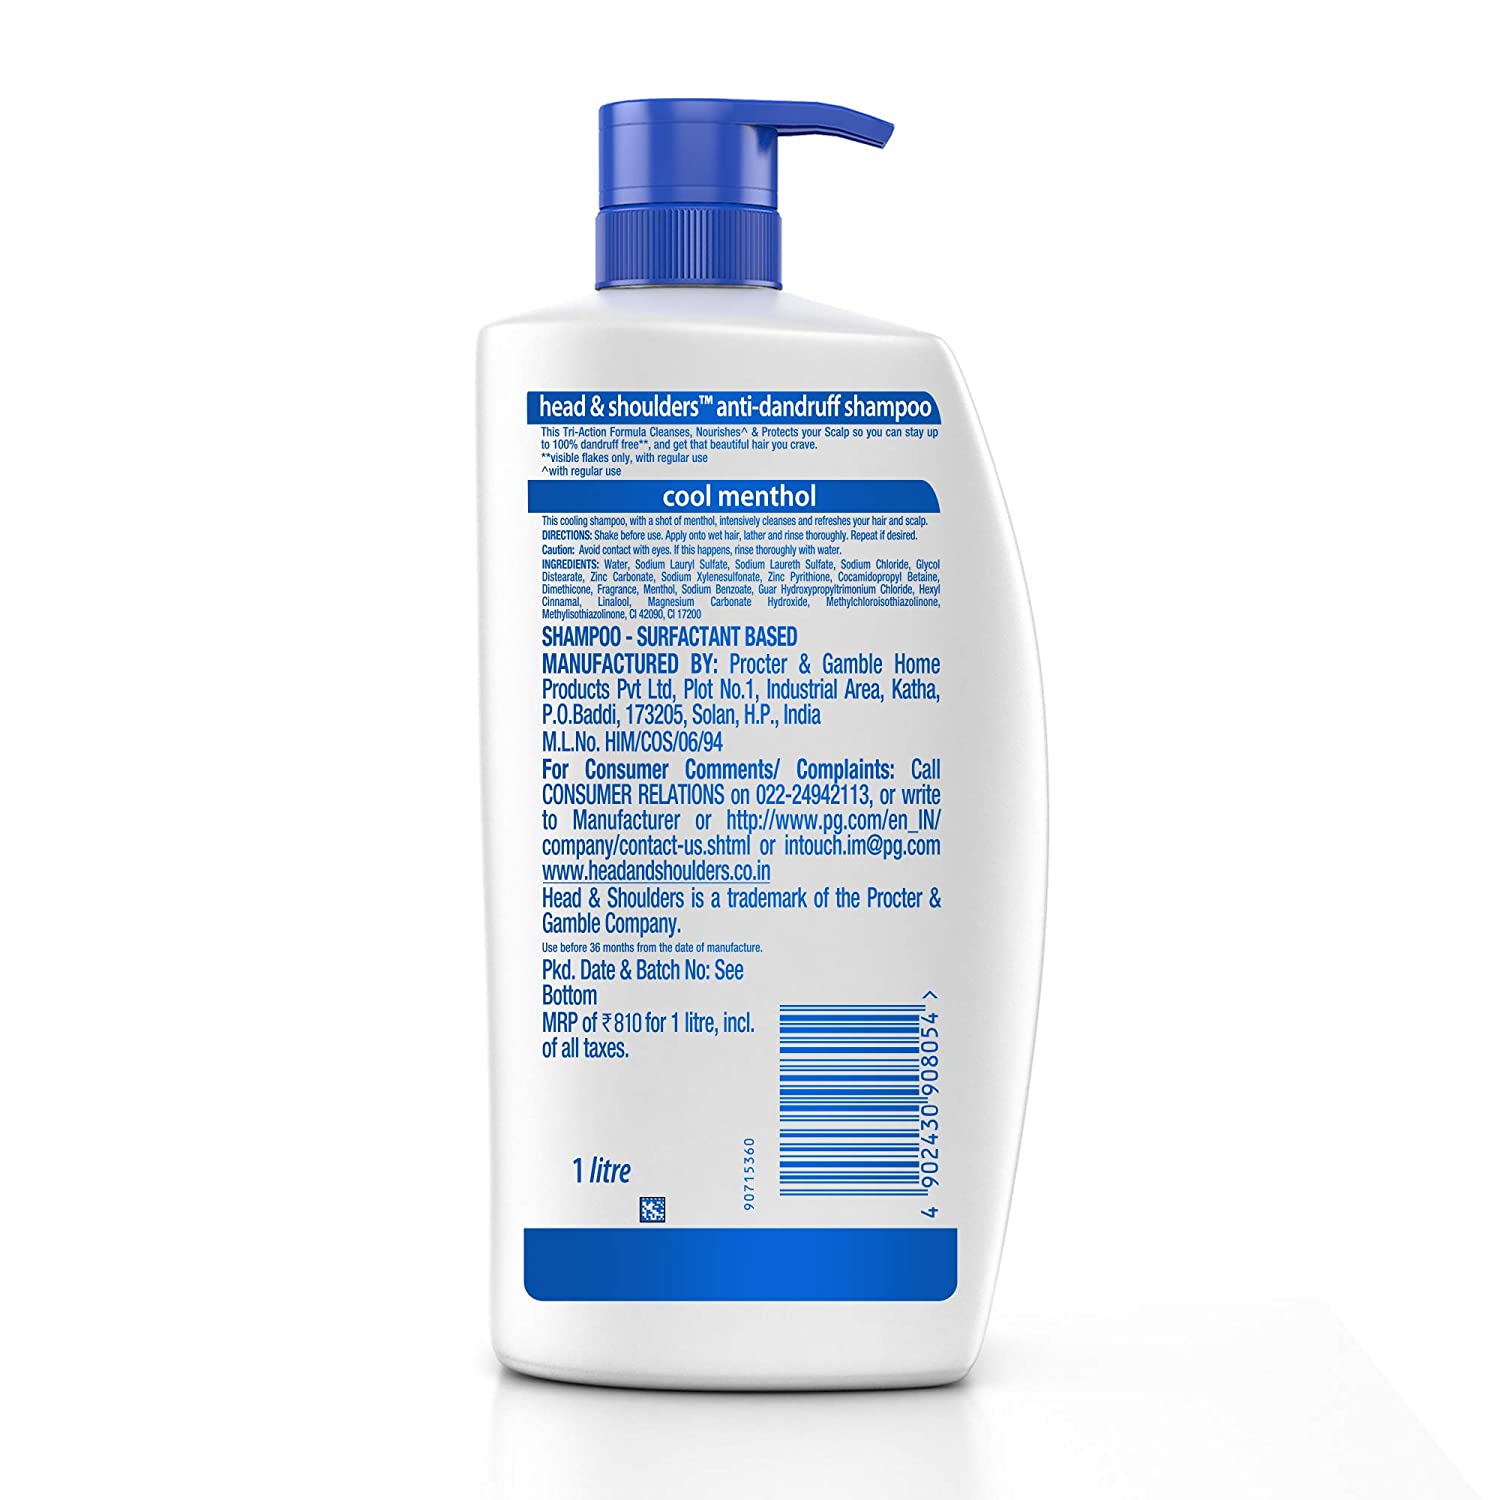 head & shoulders™ anti-dandruff shampoo
This Tri-Action Formula Cleanses, Nourishes^ & Protects your Scalp so you can stay up
to 100% dandruff free**, and get that beautiful hair you crave.
**visible flakes only, with regular use
^with regular use
cool menthol
This cooling shampoo, with a shot of menthol, intensively cleanses and refreshes your hair and scalp.
DIRECTIONS: Shake before use. Apply onto wet hair, lather and rinse thoroughly. Repeat if desired.
Caution: Avoid contact with eyes. If this happens, rinse thoroughly with water.
INGREDIENTS: Water, Sodium Lauryl Sulfate, Sodium Laureth Sulfate, Sodium Chloride, Glycol
Distearate, Zinc Carbonate, Sodium Xylenesulfonate, Zinc Pyrithione, Cocamidopropyl Betaine,
Dimethicone, Fragrance, Menthol, Sodium Benzoate, Guar Hydroxypropyltrimonium Chloride, Hexyl
Cinnamal, Linalool, Magnesium Carbonate Hydroxide, Methylchloroisothiazolinone,
Methylisothiazolinone, CI 42090, CI 17200
SHAMPOO - SURFACTANT BASED
MANUFACTURED BY: Procter & Gamble Home
Products Pvt Ltd, Plot No.1, Industrial Area, Katha,
P.O.Baddi, 173205, Solan, H.P., India
M.L.No. HIM/COS/06/94
For Consumer Comments/ Complaints: Call
CONSUMER RELATIONS on 022-24942113, or write
to Manufacturer or http://www.pg.com/en_IN/
company/contact-us.shtml or intouch.im@pg.com
www.headandshoulders.co.in
Head & Shoulders is a trademark of the Procter &
Gamble Company.
Use before 36 months from the date of manufacture.
Pkd. Date & Batch No: See
Bottom
MRP of ₹810 for 1 litre, incl.
of all taxes.
1 litre
90715360
4 902430 908054 >